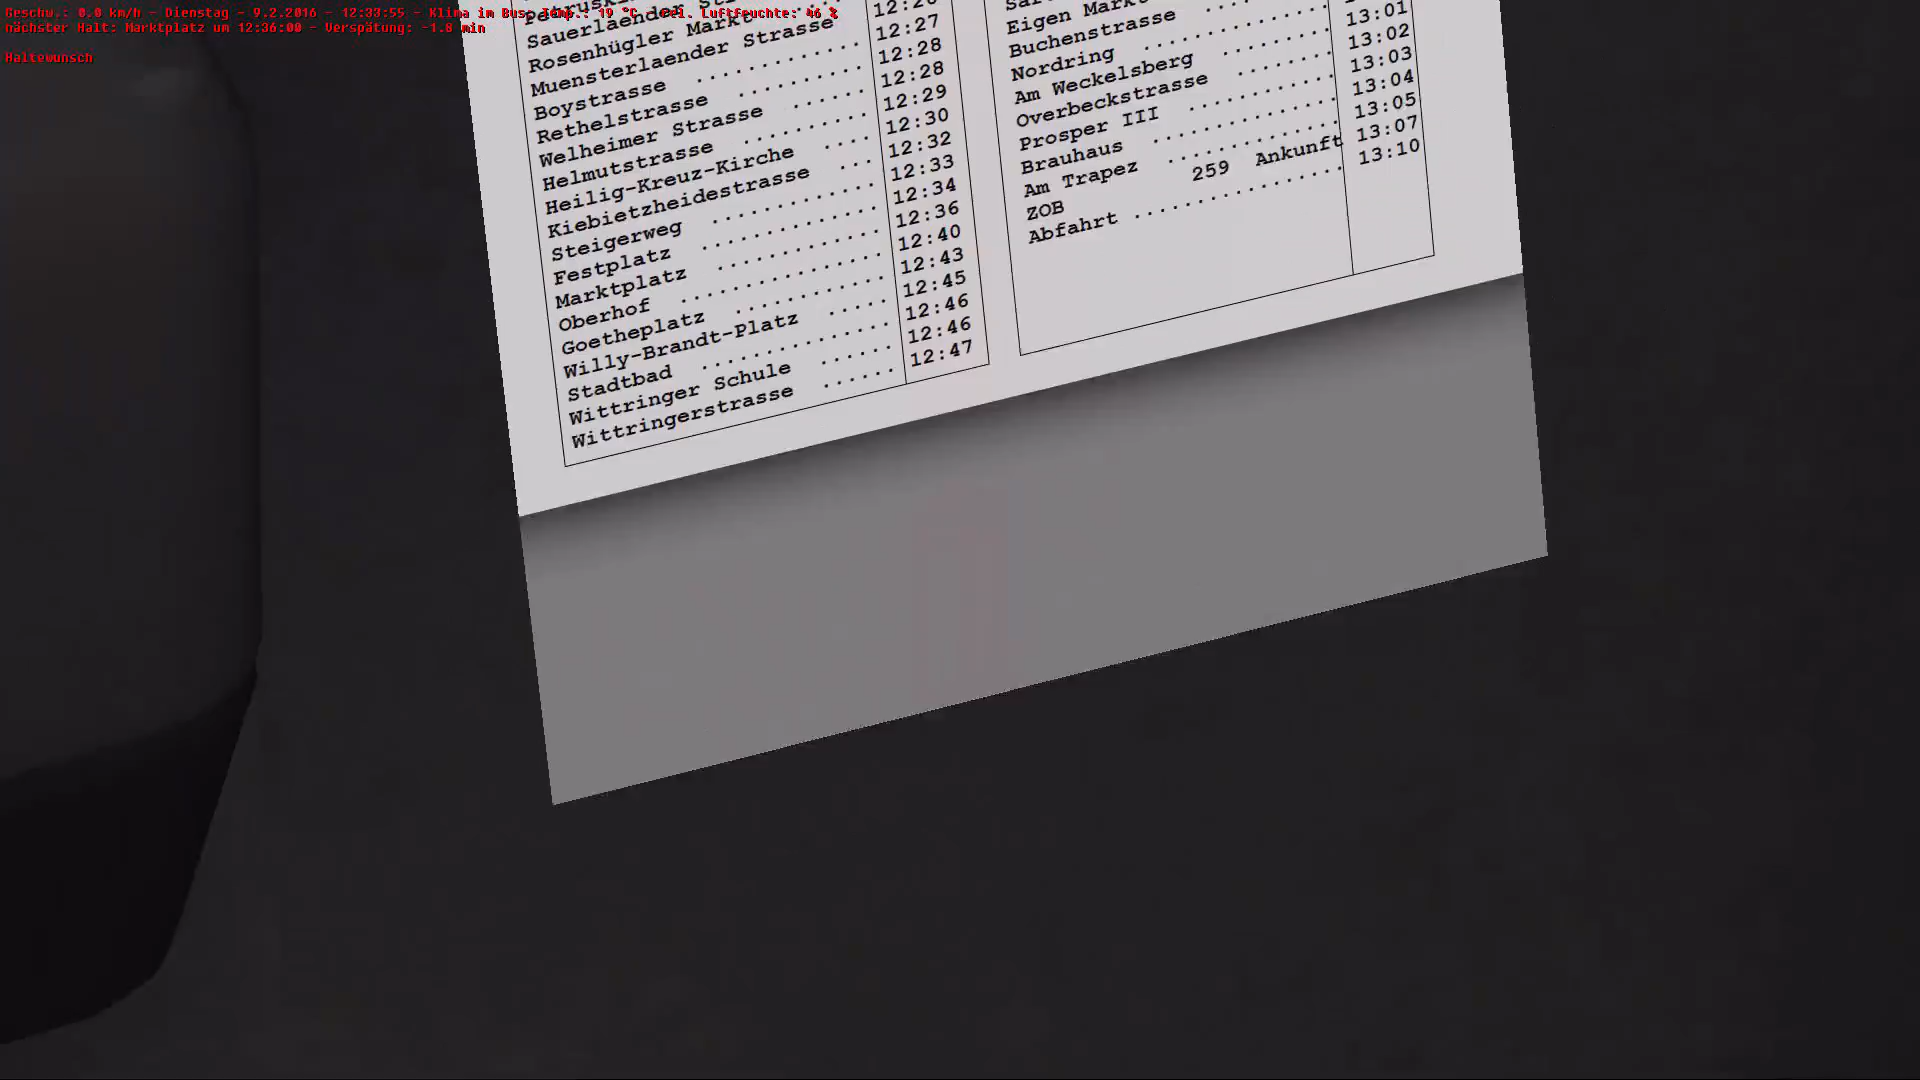 Geschw.: 0.0 km/h - Dienstag - 9.2.2016 - 12:33:55 - Klima im Bus: Temp.: 19 °C - rel. Luftfeuchte: 46 %
nächster Halt: Marktplatz um 12:36:00 - Verspätung: -1.8 min
Haltewunsch
Sauerlaender
Rosenhügler Markt
Muensterlaender Strasse 12:26
Boystrasse ............ 12:27
Rethelstrasse .......... 12:28
Welheimer Strasse ...... 12:28
Helmutstrasse .......... 12:29
Heilig-Kreuz-Kirche .... 12:30
Kiebietzheidestrasse ... 12:32
Steigerweg ............. 12:33
Festplatz .............. 12:34
Marktplatz ............. 12:36
Oberhof ................ 12:40
Goetheplatz ............ 12:43
Willy-Brandt-Platz ..... 12:45
Stadtbad ............... 12:46
Wittringer Schule ...... 12:46
Wittringerstrasse ...... 12:47
Eigen Markt
Buchenstrasse
Nordring ...............
Am Weckelsberg ......... 13:01
Overbeckstrasse ........ 13:02
Prosper III ............ 13:03
Brauhaus ............... 13:04
Am Trapez .............. 13:05
ZOB 259 Ankunft 13:07
Abfahrt ................. 13:10